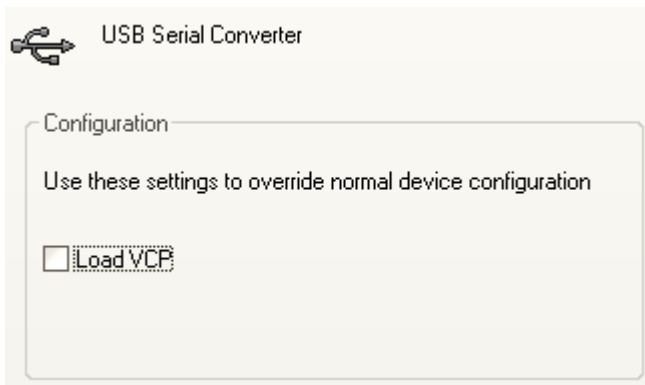 USB Serial Converter
Configuration
Use these settings to override normal device configuration
Load VCP